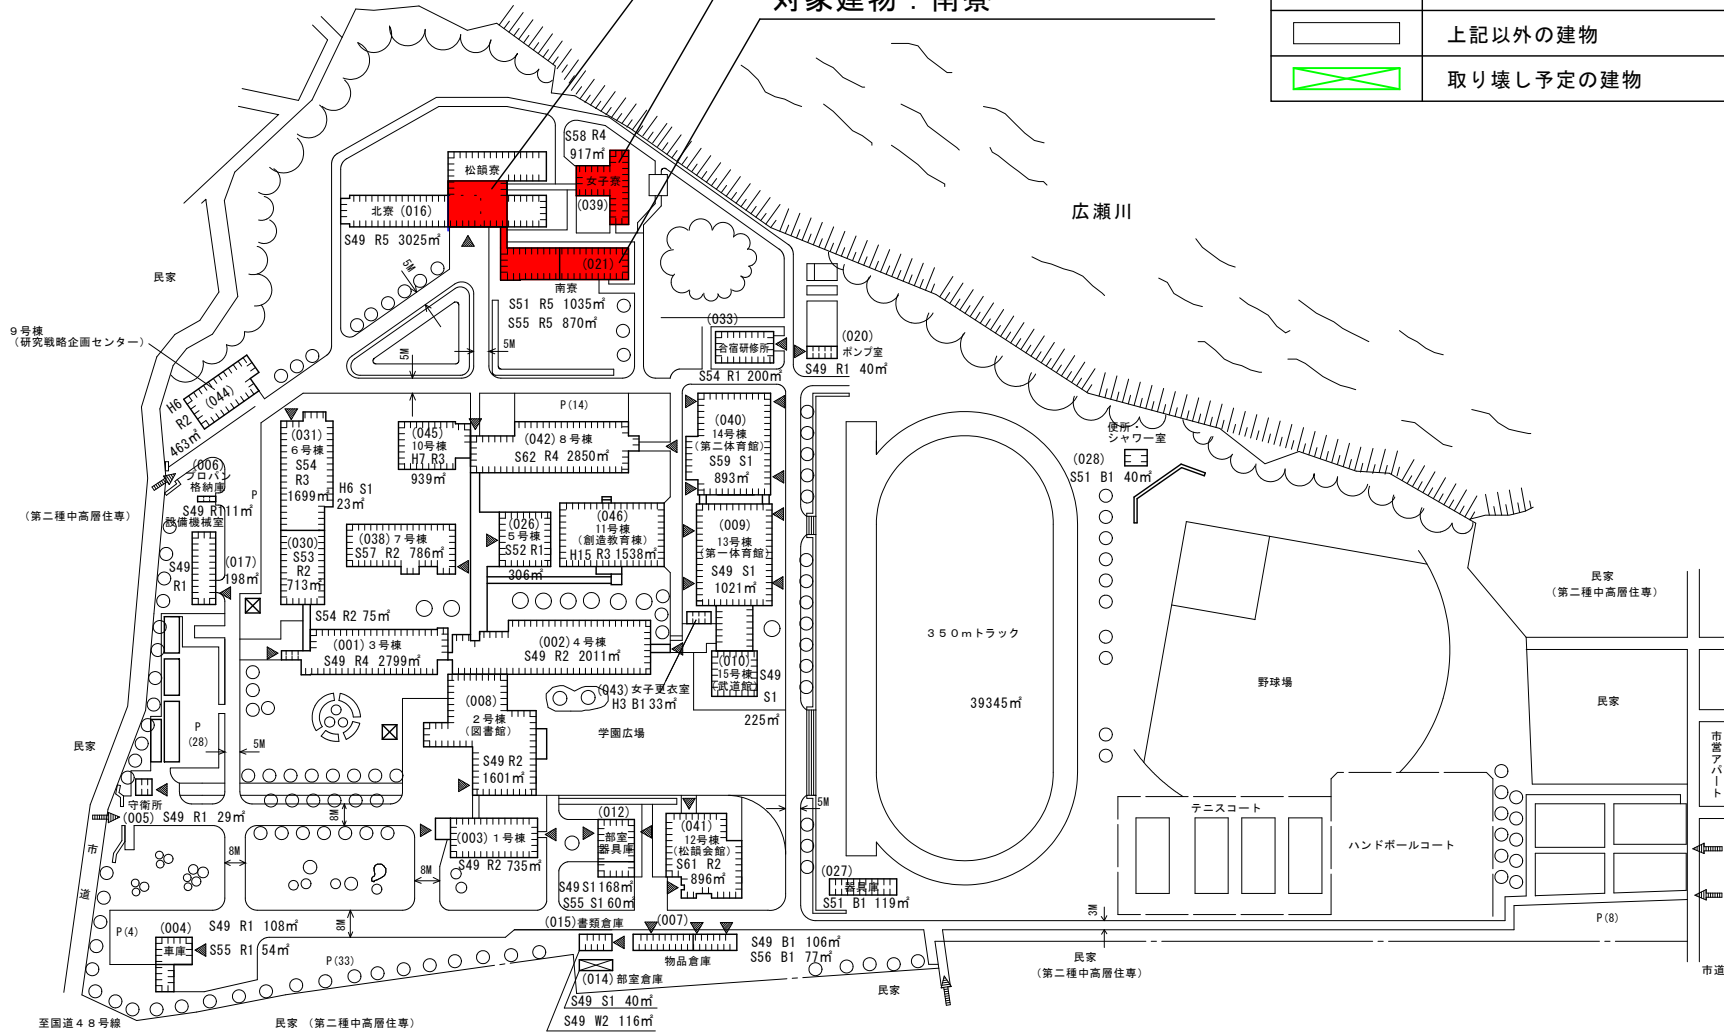 対象建物：南寮
上記以外の建物
取り壊し予定の建物
S58 R4
917㎡
松韻寮
女子寮
(039)
北寮 (016)
S49 R5 3025㎡
広瀬川
(021)
南寮
S51 R5 1035㎡
S55 R5 870㎡
5M
民家
9号棟
(研究戦略企画センター)
(033)
合宿研修所
S54 R1 200㎡
(020)
ポンプ室
S49 R1 40㎡
5M
5M
(044)
H6
R2
463㎡
P(14)
(031)
6号棟
S54
R3
1699㎡
(045)
10号棟
H7 R3
939㎡
(042) 8号棟
S62 R4 2850㎡
(040)
14号棟
(第二体育館)
S59 S1
893㎡
便所・
シャワー室
(028)
S51 B1 40㎡
(006)
プロパン
格納庫
S49 R1 11㎡
P
H6 S1
23㎡
(第二種中高層住専)
設備機械室
(017)
S49
R1
198㎡
(030)
S53
R2
713㎡
(038) 7号棟
S57 R2 786㎡
(026)
5号棟
S52 R1
306㎡
(046)
11号棟
(創造教育棟)
H15 R3 1538㎡
(009)
13号棟
(第一体育館)
S49 S1
1021㎡
民家
(第二種中高層住専)
S54 R2 75㎡
(001) 3号棟
S49 R4 2799㎡
(002) 4号棟
S49 R2 2011㎡
350mトラック
39345㎡
野球場
民家
(010)
15号棟
武道館
S49
S1
225㎡
(043) 女子更衣室
H3 B1 33㎡
(008)
2号棟
(図書館)
S49 R2
1601㎡
学園広場
民家
P
(28)
5M
市営アパート
守衛所
(005) S49 R1 29㎡
8M
5M
テニスコート
ハンドボールコート
(003) 1号棟
S49 R2 735㎡
(012)
部室
器具庫
S49 S1 168㎡
S55 S1 60㎡
(041)
12号棟
(松韻会館)
S61 R2
896㎡
(027)
器具庫
S51 B1 119㎡
市道
8M
8M
8M
3M
P(8)
P(4)
(004)
車庫
S49 R1 108㎡
S55 R1 54㎡
P(33)
(015) 書類倉庫
(007)
物品倉庫
S49 B1 106㎡
S56 B1 77㎡
民家
(第二種中高層住専)
市道
(014) 部室倉庫
S49 S1 40㎡
S49 W2 116㎡
民家
至国道48号線
民家 (第二種中高層住専)